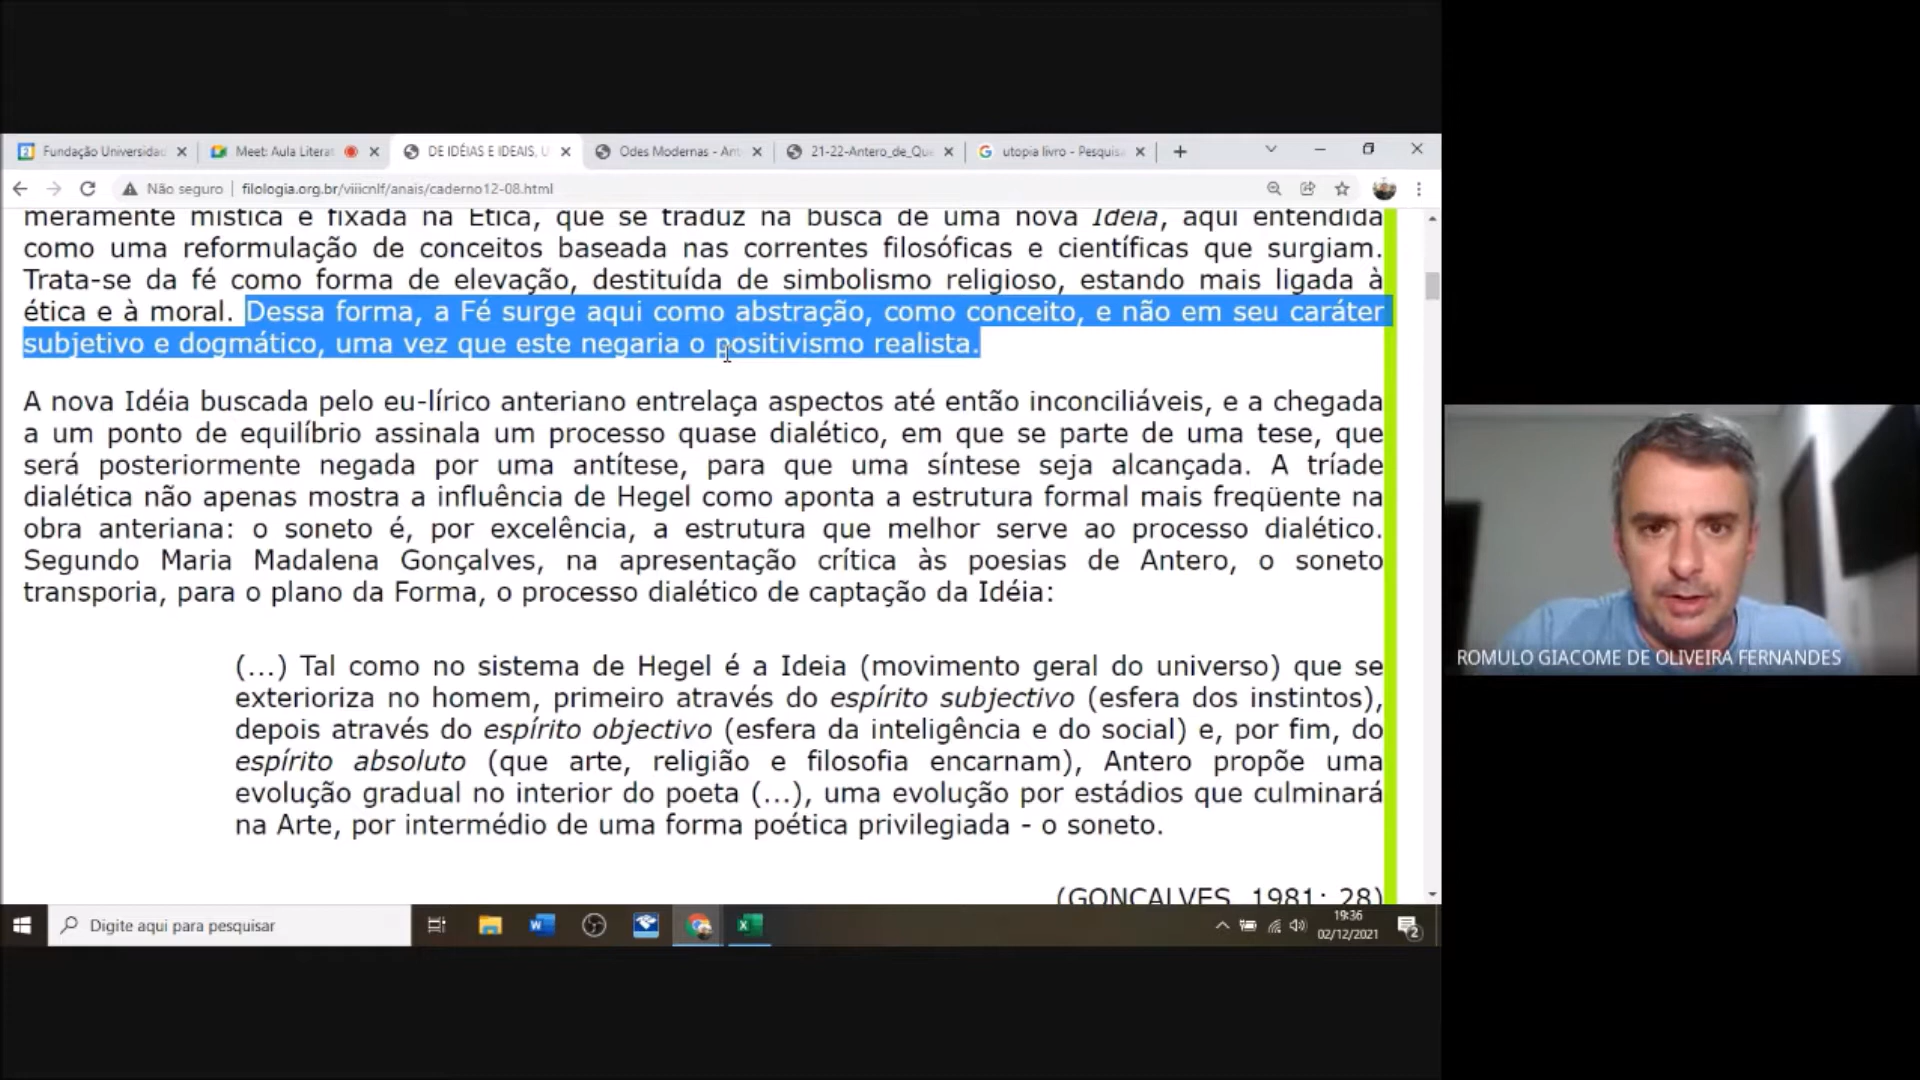 Fundação Universida
Meet: Aula Litera
DE IDÉIAS E IDEAIS, U
Odes Modernas - Ant
21-22-Antero_de_Que
utopia livro - Pesquis
Não seguro | filologia.org.br/viiicnlf/anais/caderno12-08.html
meramente mística e fixada na Ética, que se traduz na busca de uma nova Idéia, aqui entendida
como uma reformulação de conceitos baseada nas correntes filosóficas e científicas que surgiam.
Trata-se da fé como forma de elevação, destituída de simbolismo religioso, estando mais ligada à
ética e à moral. Dessa forma, a Fé surge aqui como abstração, como conceito, e não em seu caráter
subjetivo e dogmático, uma vez que este negaria o positivismo realista.
A nova Idéia buscada pelo eu-lírico anteriano entrelaça aspectos até então inconciliáveis, e a chegada
a um ponto de equilíbrio assinala um processo quase dialético, em que se parte de uma tese, que
será posteriormente negada por uma antítese, para que uma síntese seja alcançada. A tríade
dialética não apenas mostra a influência de Hegel como aponta a estrutura formal mais freqüente na
obra anteriana: o soneto é, por excelência, a estrutura que melhor serve ao processo dialético.
Segundo Maria Madalena Gonçalves, na apresentação crítica às poesias de Antero, o soneto
transporia, para o plano da Forma, o processo dialético de captação da Idéia:
(...) Tal como no sistema de Hegel é a Ideia (movimento geral do universo) que se
exterioriza no homem, primeiro através do espírito subjectivo (esfera dos instintos),
depois através do espírito objectivo (esfera da inteligência e do social) e, por fim, do
espírito absoluto (que arte, religião e filosofia encarnam), Antero propõe uma
evolução gradual no interior do poeta (...), uma evolução por estádios que culminará
na Arte, por intermédio de uma forma poética privilegiada - o soneto.
(GONÇALVES, 1981: 28)
ROMULO GIACOME DE OLIVEIRA FERNANDES
Digite aqui para pesquisar
19:36
02/12/2021
2